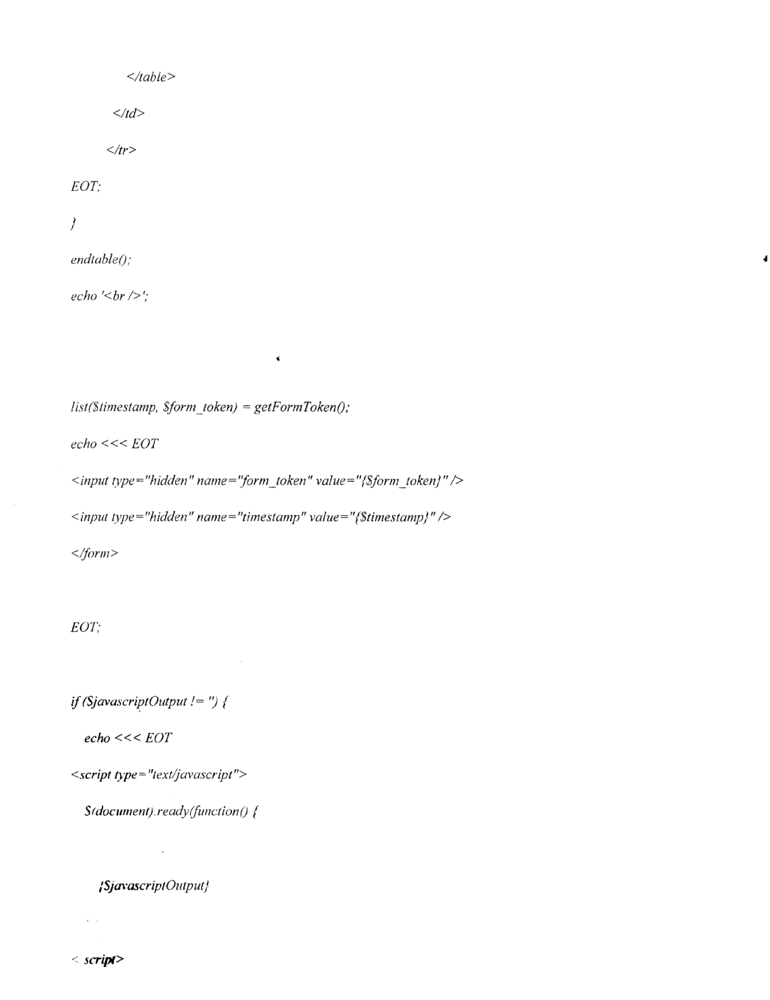 </table>
</td>
</tr>
EOT;
}
endtable();
echo '<br />';
list($timestamp, $form_token) = getFormToken();
echo <<< EOT
<input type="hidden" name="form_token" value="{$form_token}" />
<input type="hidden" name="timestamp" value="{$timestamp}" />
</form>
EOT;
if ($javascriptOutput != '') {
echo <<< EOT
<script type="text/javascript">
$(document).ready(function() {
{$javascriptOutput}
< script>